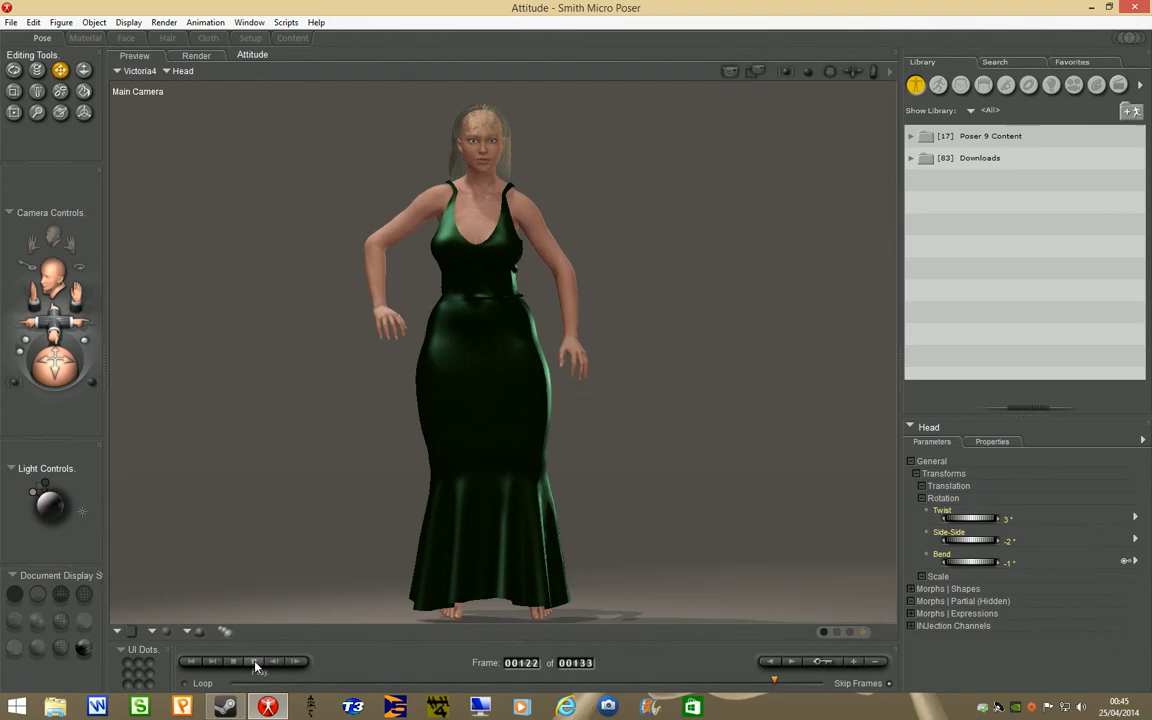 Attitude - Smith Micro Poser
File Edit Figure Object Display Render Animation Window Scripts Help
Pose Material Face Hair Cloth Setup Content
Editing Tools.
Preview Render Attitude
Victoria4 Head
Main Camera
Library Search Favorites
Show Library: <All>
[17] Poser 9 Content
[83] Downloads
Camera Controls.
Light Controls.
Document Display S
UI Dots.
Head
Parameters Properties
General
Transforms
Translation
Rotation
Twist
3 °
Side-Side
-2 °
Bend
-1 °
Scale
Morphs | Shapes
Morphs | Partial (Hidden)
Morphs | Expressions
INJection Channels
Frame: 00122 of 00133
Play
Loop
Skip Frames
W S P T3
00:45
25/04/2014